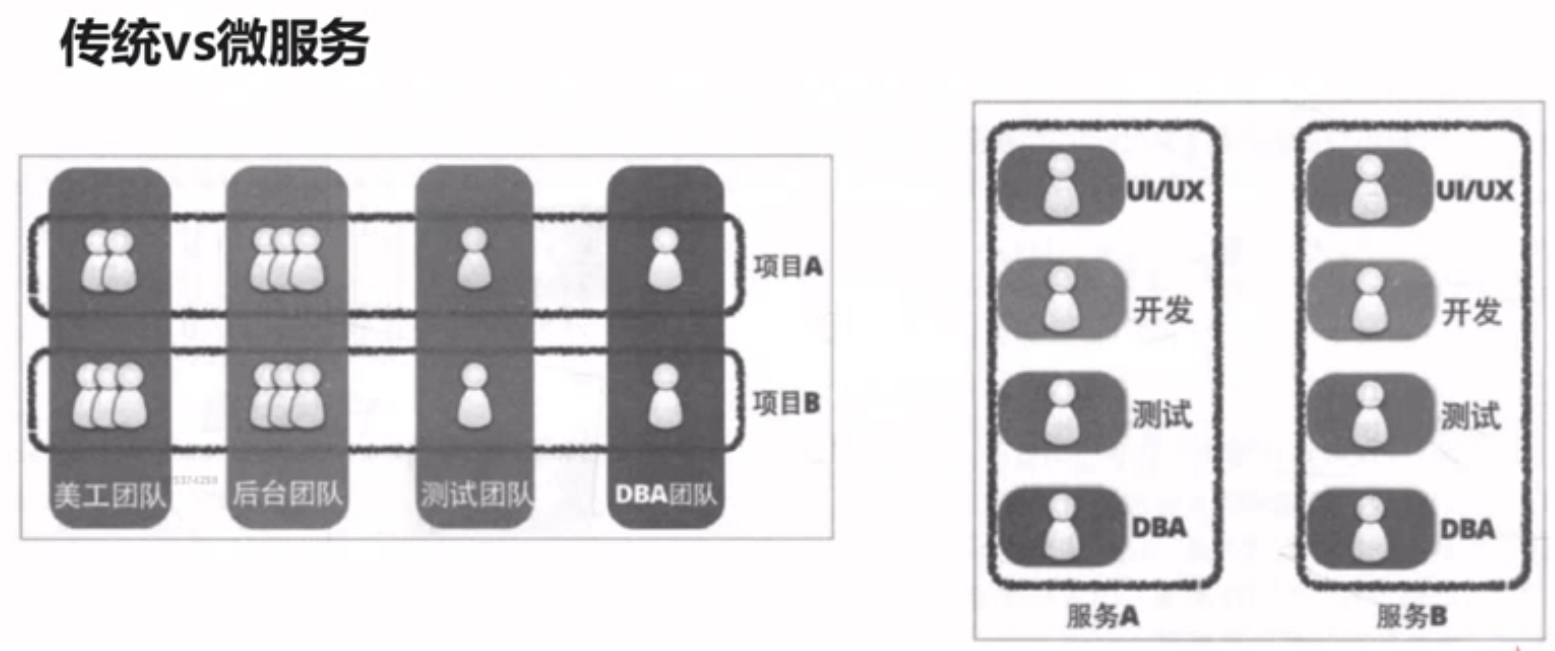 传统vs微服务
项目A
项目B
美工团队 后台团队 测试团队 DBA团队
UI/UX
开发
测试
DBA
服务A
UI/UX
开发
测试
DBA
服务B